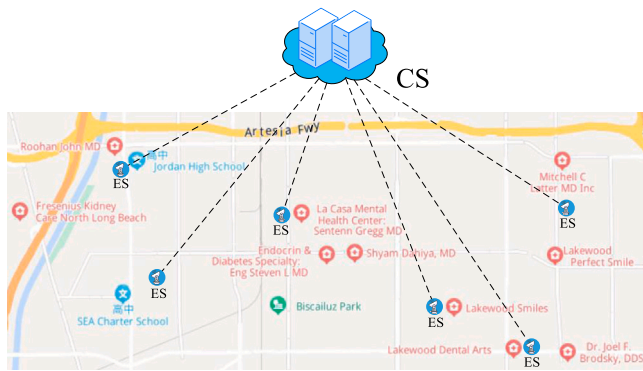 CS
Artesia Fwy
Roohan John MD
高中
Jordan High School
ES
Mitchell C
Latter MD Inc
Fresenius Kidney
Case North Long Beach
ES
La Casa Mental
Health Center:
Sentenn Gregg MD
ES
Endocrin &
Diabetes Specialty:
Eng Steven L MD
Shyam Dahiya, MD
Lakewood
Perfect Smile
ES
高中
SEA Charter School
Biscailuz Park
ES
Lakewood Smiles
Lakewood Dental Arts
ES
Dr. Joel F.
Brodsky, DDS